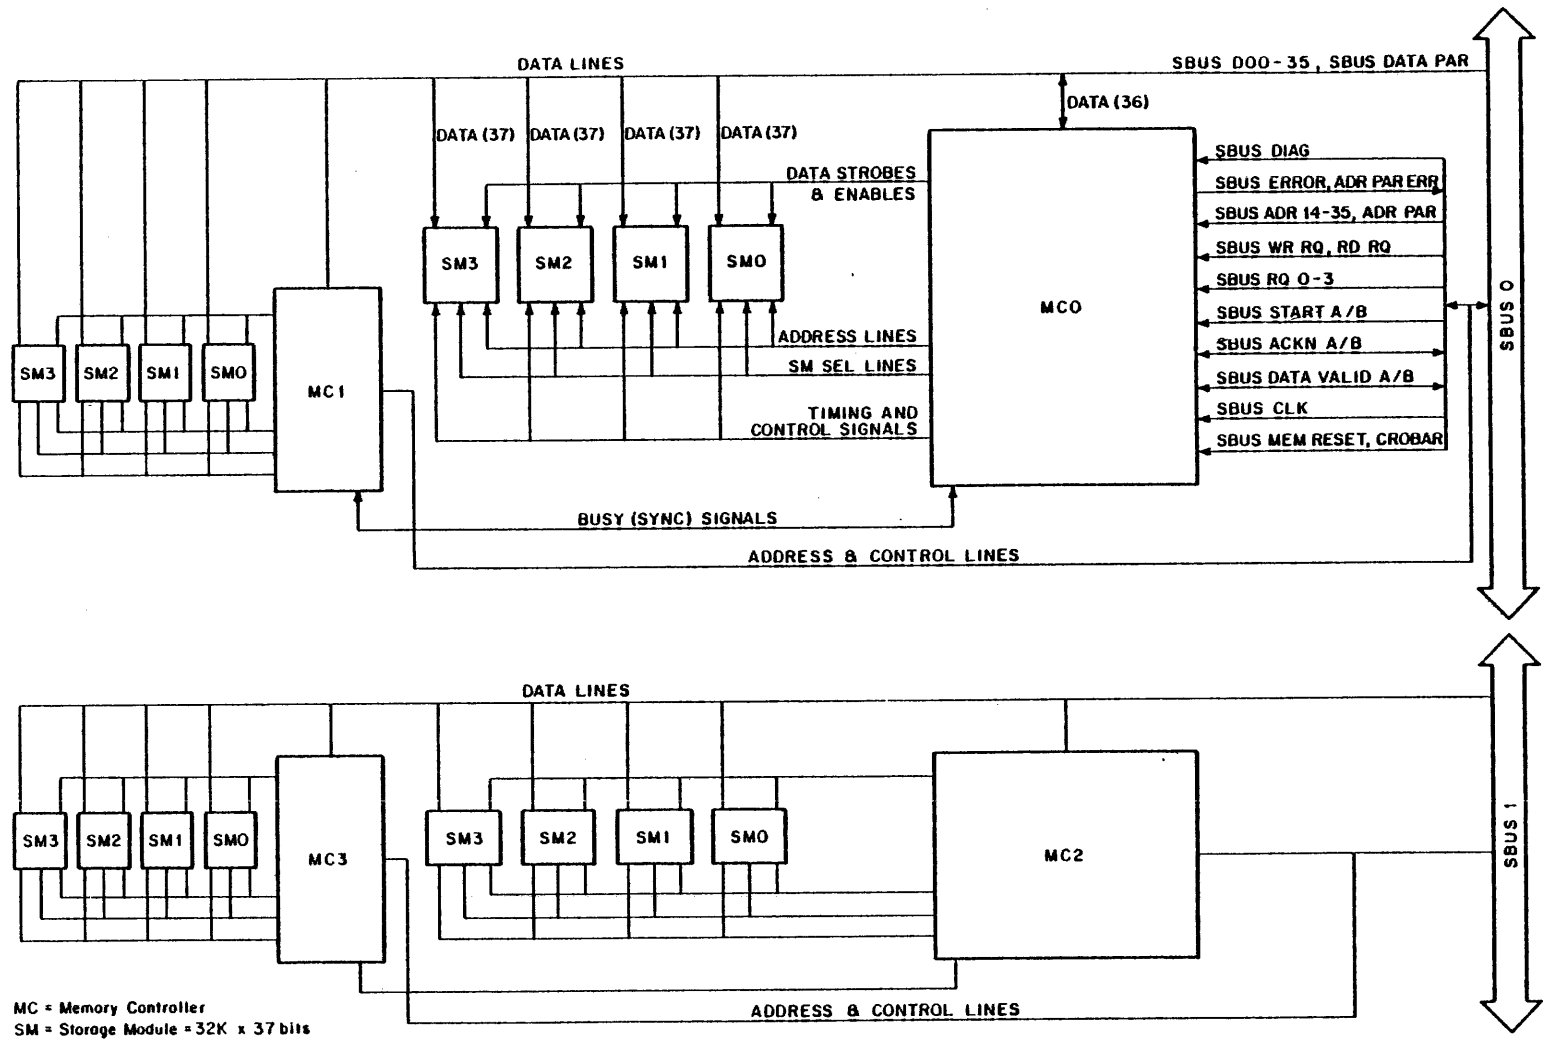 DATA LINES
SBUS D00-35, SBUS DATA PAR
DATA (36)
DATA (37)
DATA (37)
DATA (37)
DATA (37)
DATA STROBES
& ENABLES
SBUS DIAG
SBUS ERROR, ADR PAR ERR
SBUS ADR 14-35, ADR PAR
SBUS WR RQ, RD RQ
SBUS RQ 0-3
SBUS START A/B
SBUS ACKN A/B
SBUS DATA VALID A/B
SBUS CLK
SBUS MEM RESET, CROBAR
SM3
SM2
SM1
SM0
MC0
SBUS 0
ADDRESS LINES
SM SEL LINES
TIMING AND
CONTROL SIGNALS
SM3
SM2
SM1
SM0
MC1
BUSY (SYNC) SIGNALS
ADDRESS & CONTROL LINES
DATA LINES
SM3
SM2
SM1
SM0
MC3
SM3
SM2
SM1
SM0
MC2
SBUS 1
ADDRESS & CONTROL LINES
MC = Memory Controller
SM = Storage Module = 32K x 37 bits